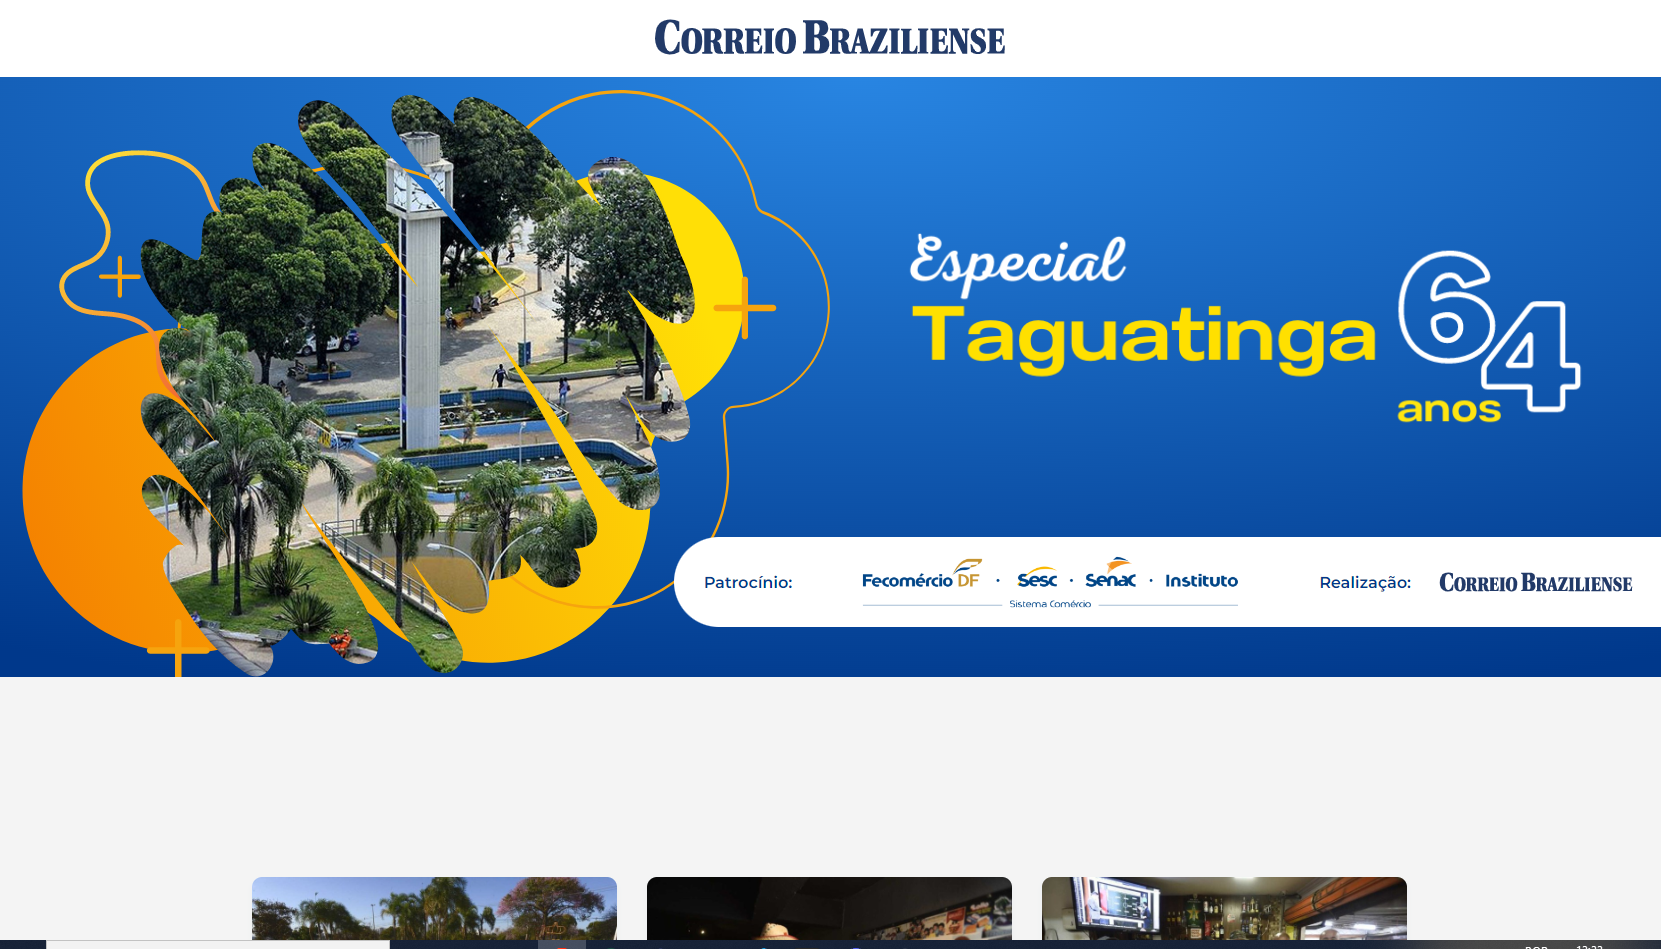 CORREIO BRAZILIENSE
Especial
Taguatinga 64
anos
Patrocínio:
Fecomércio DF · Sesc · Senac · Instituto
Sistema Comércio
Realização:
CORREIO BRAZILIENSE